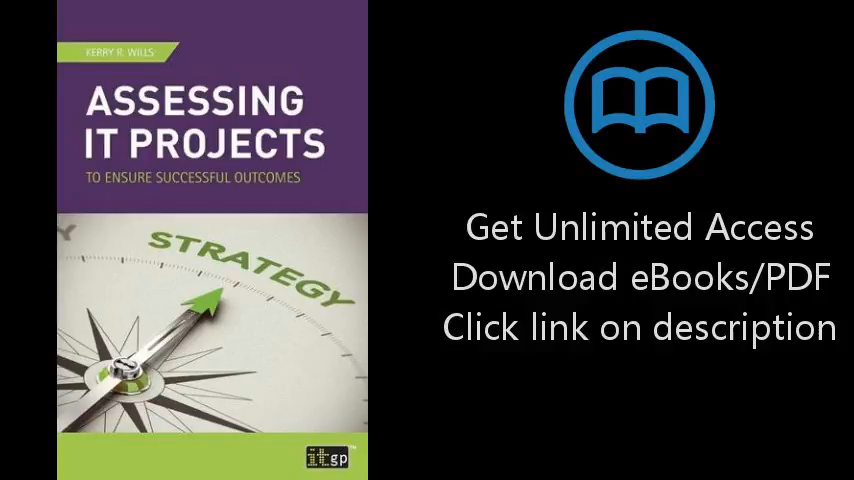 KERRY R. WILLS
ASSESSING
IT PROJECTS
TO ENSURE SUCCESSFUL OUTCOMES
Y
STRATEGY
itgp™
Get Unlimited Access
Download eBooks/PDF
Click link on description